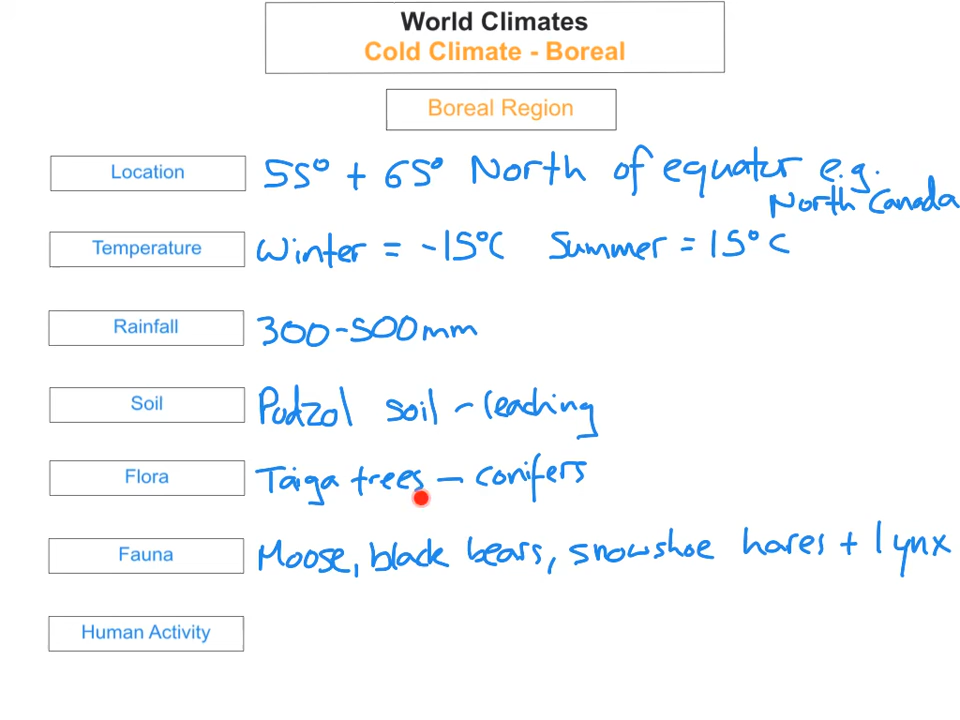 World Climates
Cold Climate - Boreal
Boreal Region
Location 55° + 65° North of equator e.g.
North Canada
Temperature Winter = -15°C Summer = 15°C
Rainfall 300-500mm
Soil Podzol soil - leaching
Flora Taiga trees - conifers
Fauna Moose, black bears, snowshoe hares + lynx
Human Activity